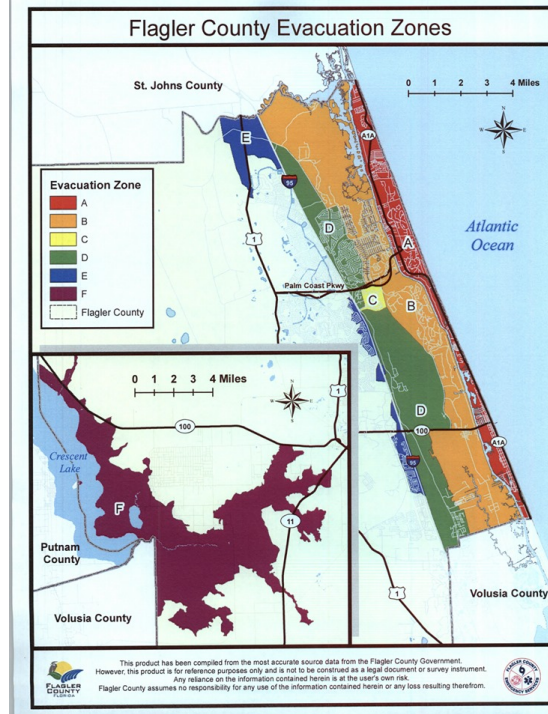 Flagler County Evacuation Zones
St. Johns County
0 1 2 3 4 Miles
N
W E
S
A1A
E
95
Evacuation Zone
A
B
C
D
E
F
Flagler County
D
1
A
Atlantic
Ocean
Palm Coast Pkwy
C
B
0 1 2 3 4 Miles
N
W E
S
1
D
100
100
A1A
Crescent
Lake
95
F
11
Putnam
County
1
Volusia County
Volusia County
This product has been compiled from the most accurate source data from the Flagler County Government.
However, this product is for reference purposes only and is not to be construed as a legal document or survey instrument.
Any reliance on the information contained herein is at the user's own risk.
Flagler County assumes no responsibility for any use of the information contained herein or any loss resulting therefrom.
FLAGLER
COUNTY
FLORIDA
FLAGLER COUNTY
EMERGENCY SERVICES